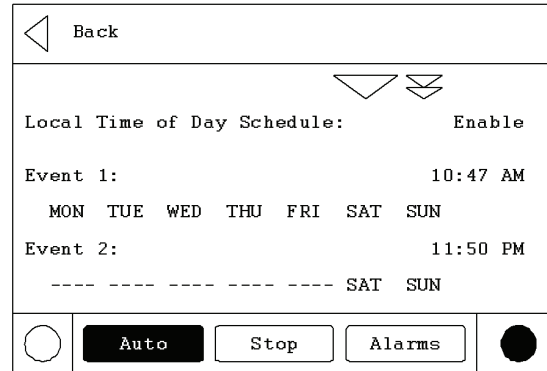 Back
Local Time of Day Schedule: Enable
Event 1: 10:47 AM
MON TUE WED THU FRI SAT SUN
Event 2: 11:50 PM
---- ---- ---- ---- ---- SAT SUN
Auto Stop Alarms